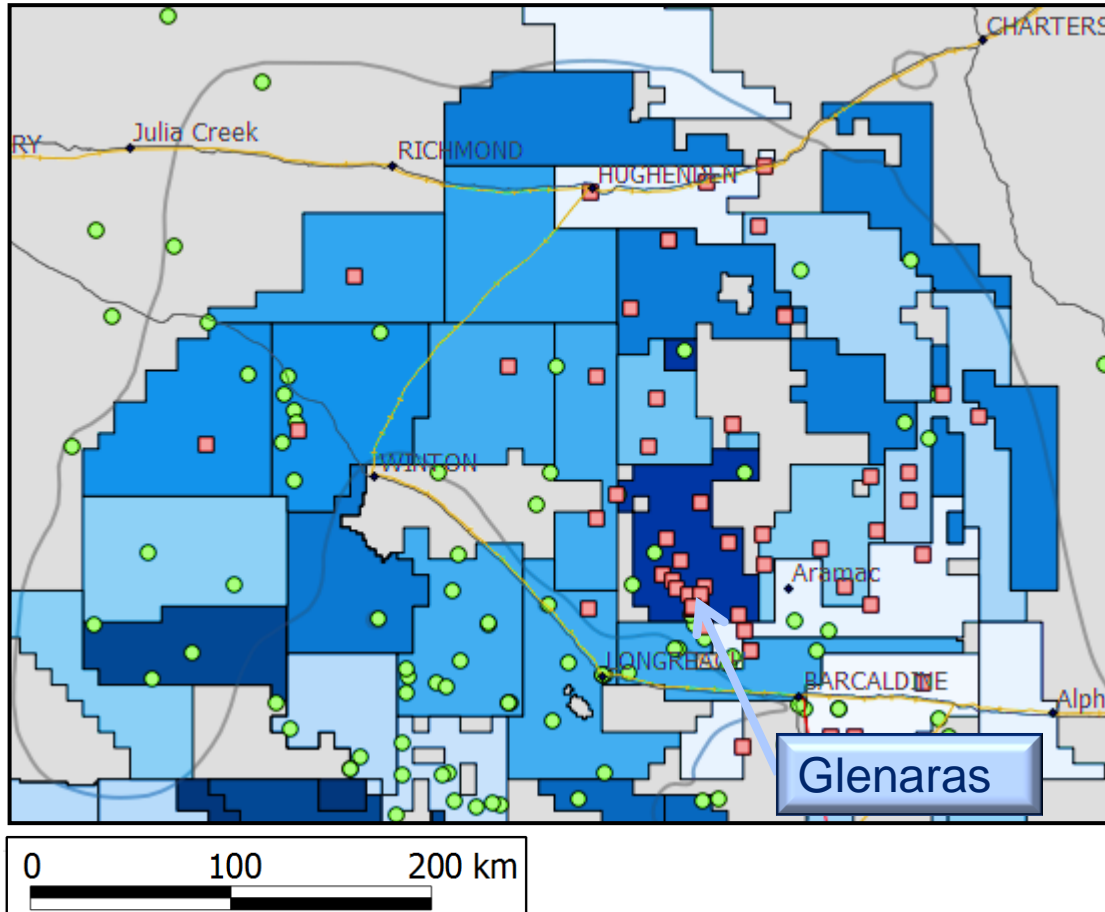 CHARTERS
RY
Julia Creek
RICHMOND
HUGHENDEN
WINTON
Aramac
LONGREACH
BARCALDINE
Alph
Glenaras
0 100 200 km